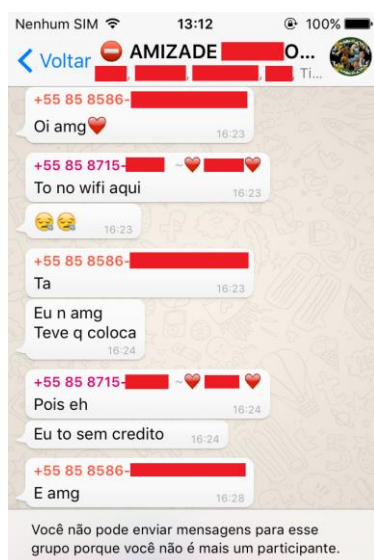 Nenhum SIM 13:12 100%
Voltar ⛔ AMIZADE O...
, , , , Ti...
+55 85 8586-
Oi amg❤️
16:23
+55 85 8715- ~❤️ ❤️
To no wifi aqui
16:23
😪😪
16:23
+55 85 8586-
Ta
16:23
Eu n amg
Teve q coloca
16:24
+55 85 8715- ~❤️ ❤️
Pois eh
16:24
Eu to sem credito
16:24
+55 85 8586-
E amg
16:28
Você não pode enviar mensagens para esse
grupo porque você não é mais um participante.